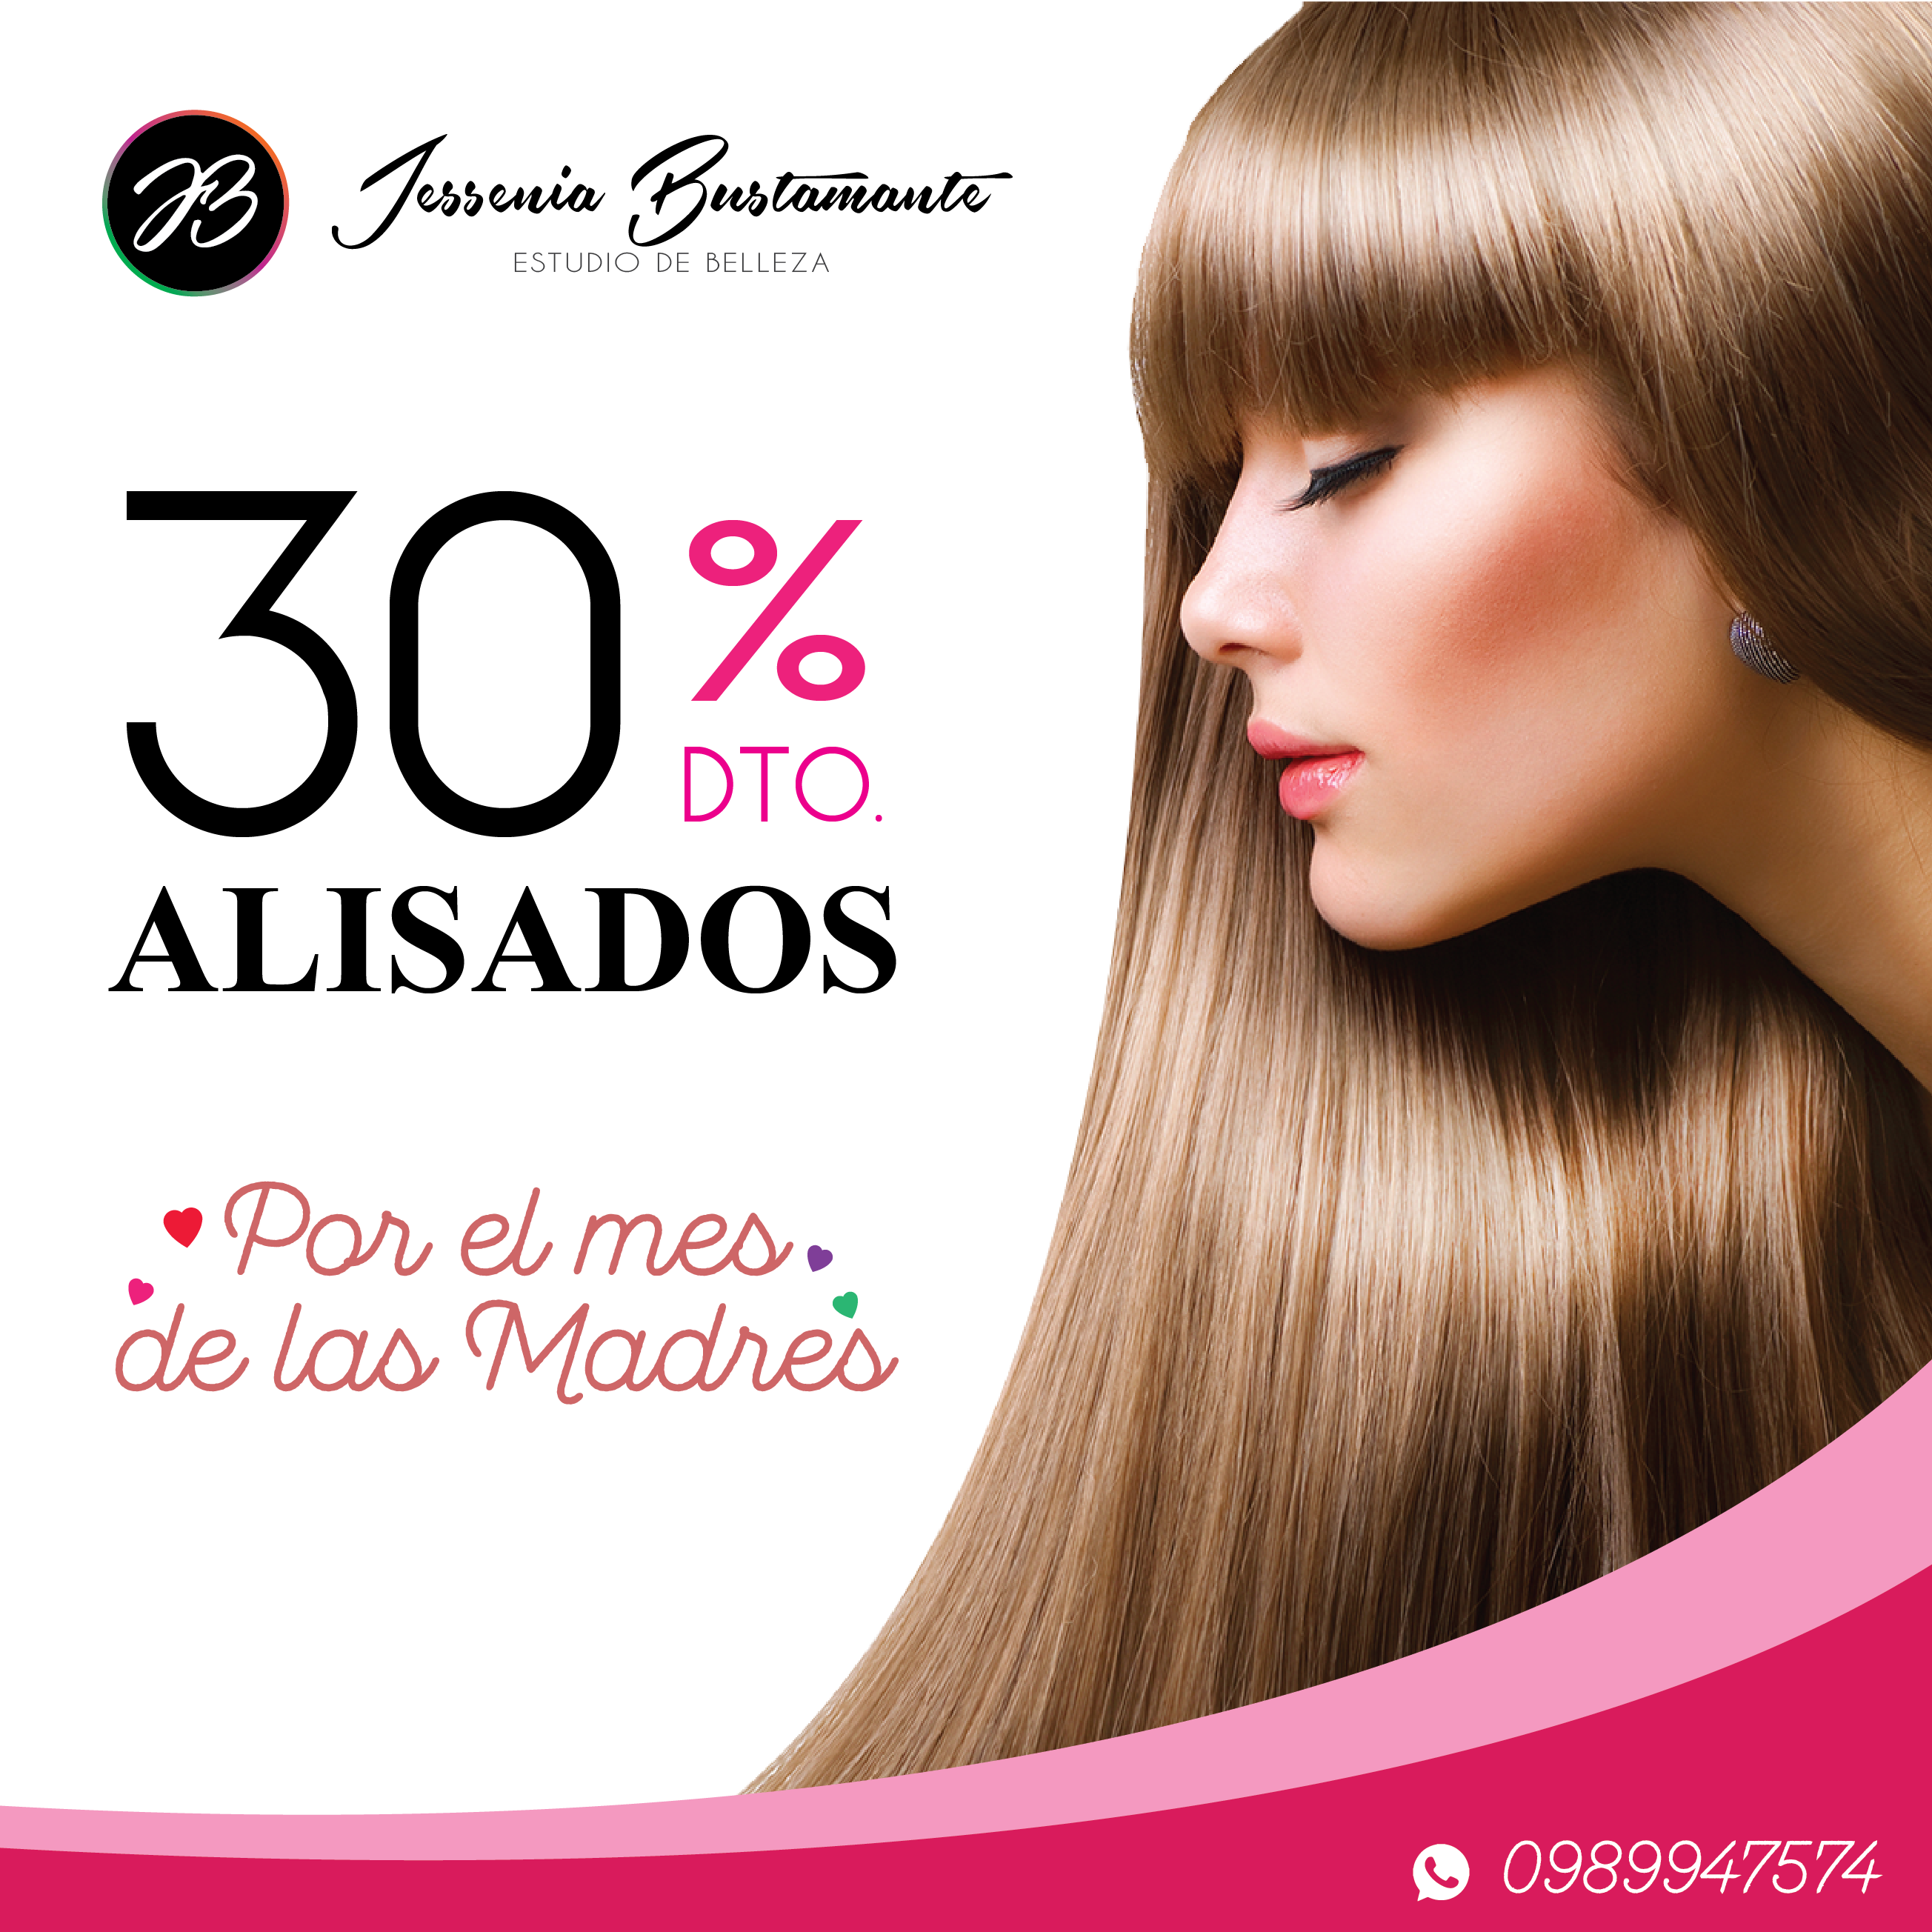 JB
Jessenia Bustamante
ESTUDIO DE BELLEZA
30 %
DTO.
ALISADOS
Por el mes
de las Madres
0989947574